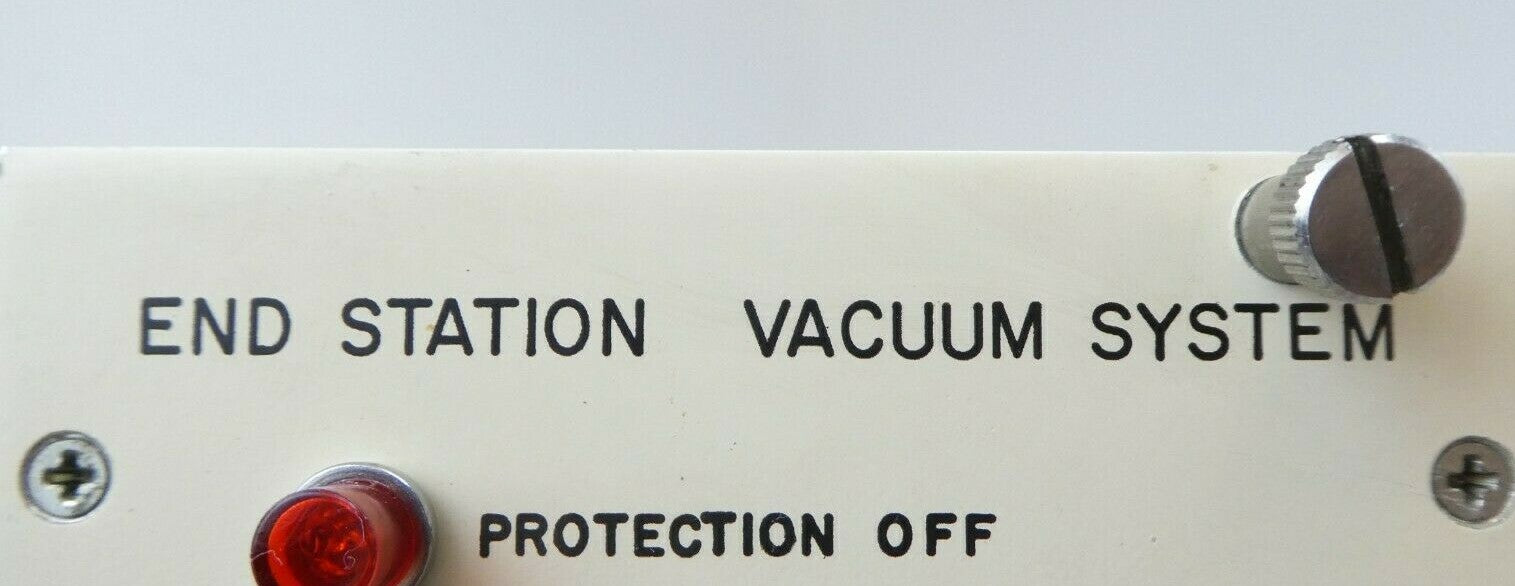 END STATION VACUUM SYSTEM
PROTECTION OFF